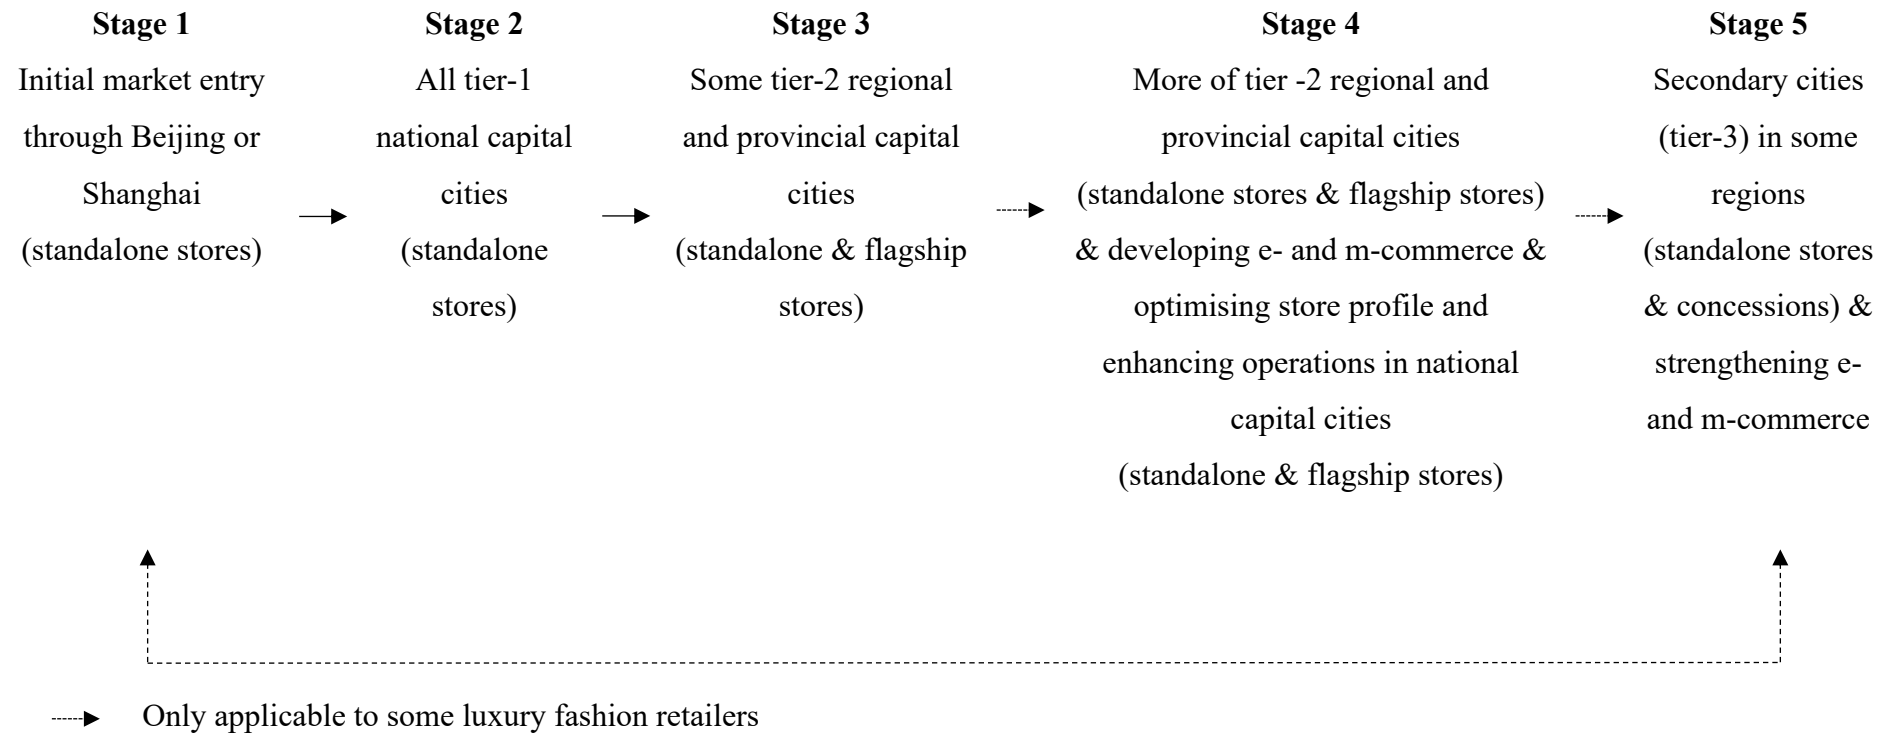 Stage 1
Initial market entry
through Beijing or
Shanghai
(standalone stores)
Stage 2
All tier-1
national capital
cities
(standalone
stores)
Stage 3
Some tier-2 regional
and provincial capital
cities
(standalone & flagship
stores)
Stage 4
More of tier -2 regional and
provincial capital cities
(standalone stores & flagship stores)
& developing e- and m-commerce &
optimising store profile and
enhancing operations in national
capital cities
(standalone & flagship stores)
Stage 5
Secondary cities
(tier-3) in some
regions
(standalone stores
& concessions) &
strengthening e-
and m-commerce
Only applicable to some luxury fashion retailers